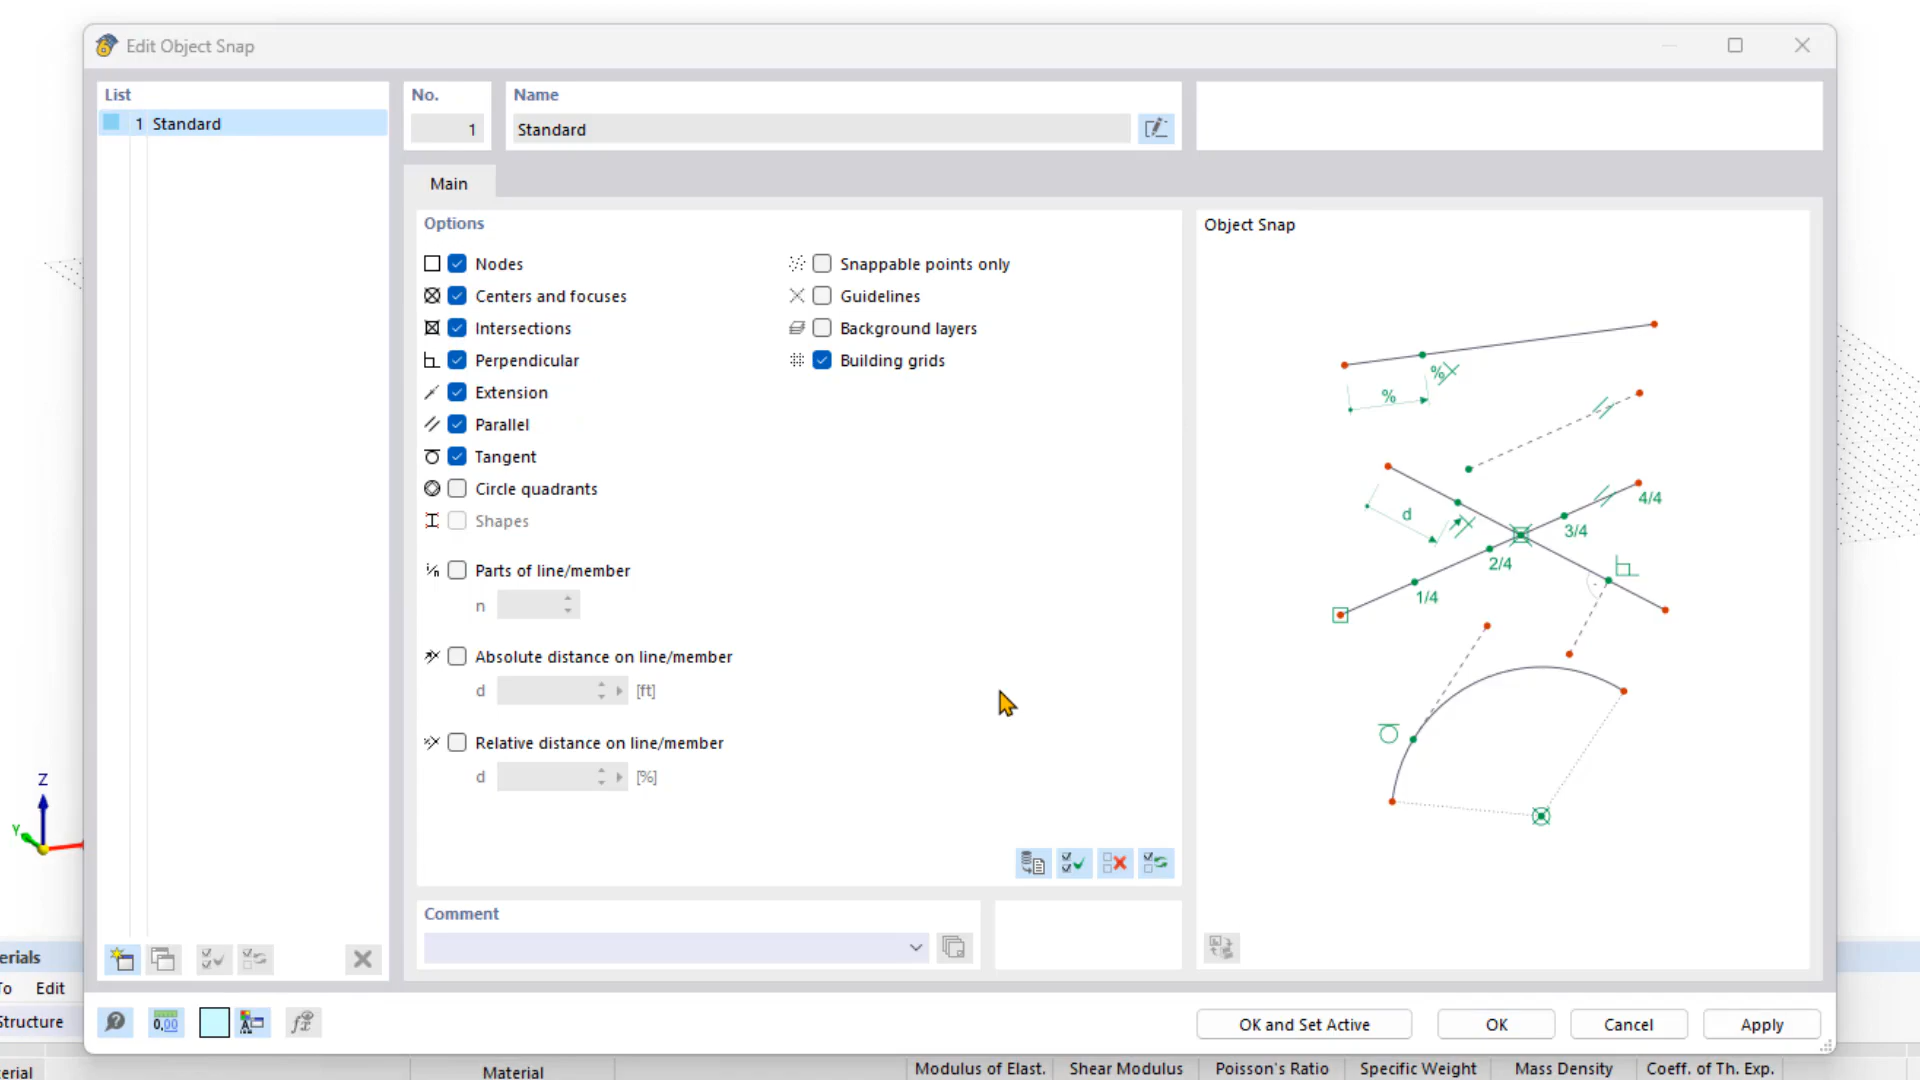 Edit Object Snap
List
1 Standard
No.
1
Name
Standard
Main
Options
Nodes
Centers and focuses
Intersections
Perpendicular
Extension
Parallel
Tangent
Circle quadrants
Shapes
Parts of line/member
n
Absolute distance on line/member
d [ft]
Relative distance on line/member
d [%]
Snappable points only
Guidelines
Background layers
Building grids
Object Snap
%
%
d
4/4
3/4
2/4
1/4
Comment
Z
Y
erials
To Edit
Structure
0,00
OK and Set Active
OK
Cancel
Apply
erial
Material
Modulus of Elast.
Shear Modulus
Poisson's Ratio
Specific Weight
Mass Density
Coeff. of Th. Exp.